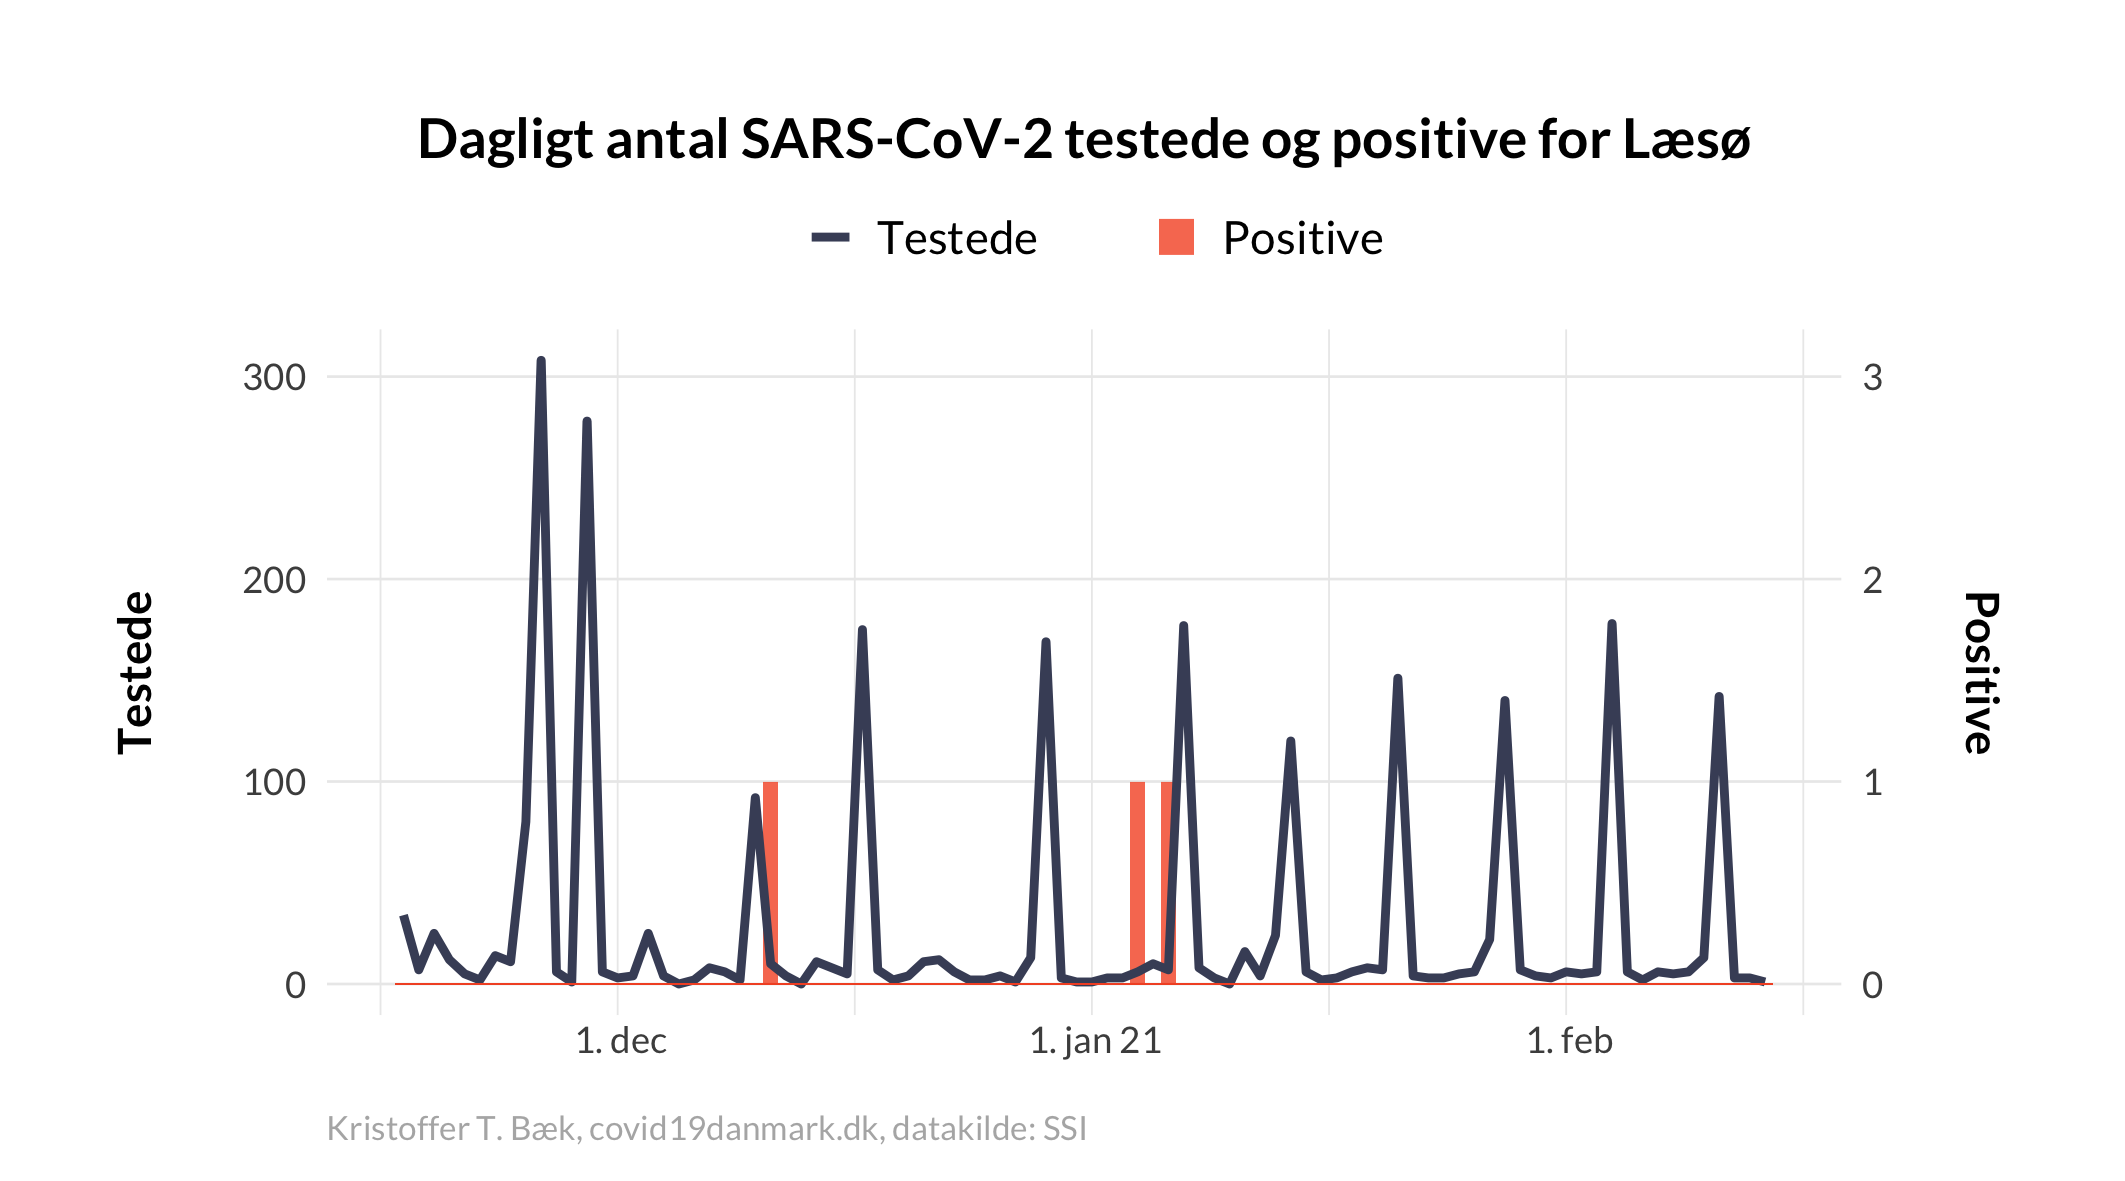 Dagligt antal SARS-CoV-2 testede og positive for Læsø
Testede
Positive
300
200
100
0
3
2
1
0
Testede
Positive
1. dec
1. jan 21
1. feb
Kristoffer T. Bæk, covid19danmark.dk, datakilde: SSI